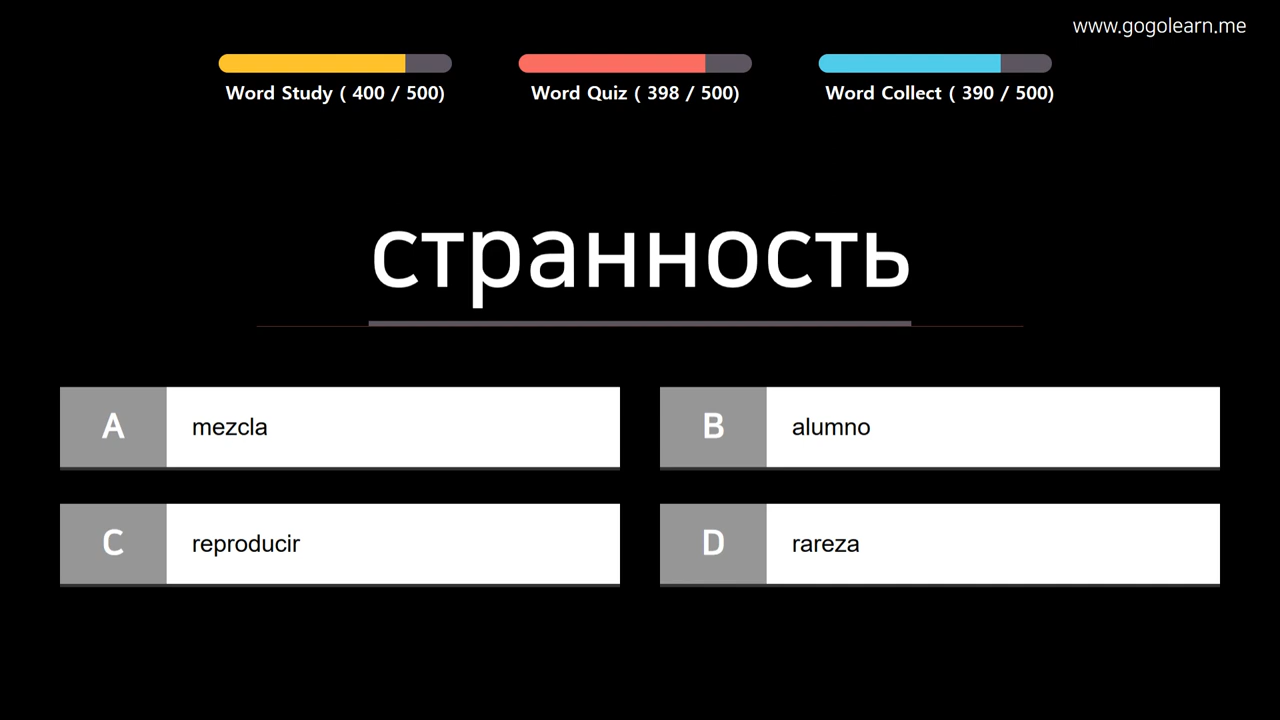 www.gogolearn.me
Word Study ( 400 / 500)
Word Quiz ( 398 / 500)
Word Collect ( 390 / 500)
странность
A mezcla
B alumno
C reproducir
D rareza